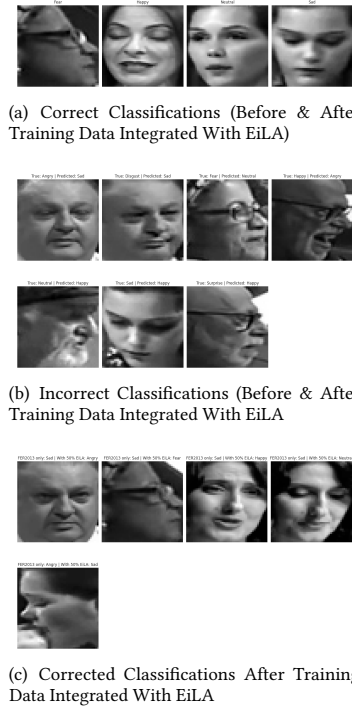 Fear Happy Neutral Sad
(a) Correct Classifications (Before & Afte
Training Data Integrated With EiLA)
True: Angry | Predicted: Sad True: Disgust | Predicted: Sad True: Fear | Predicted: Neutral True: Happy | Predicted: Angry
True: Neutral | Predicted: Happy True: Sad | Predicted: Happy True: Surprise | Predicted: Happy
(b) Incorrect Classifications (Before & Afte
Training Data Integrated With EiLA
FER2013 only: Sad | With 50% EiLA: Angry FER2013 only: Sad | With 50% EiLA: Fear FER2013 only: Sad | With 50% EiLA: Happy FER2013 only: Sad | With 50% EiLA: Neutra
FER2013 only: Angry | With 50% EiLA: Sad
(c) Corrected Classifications After Training
Data Integrated With EiLA